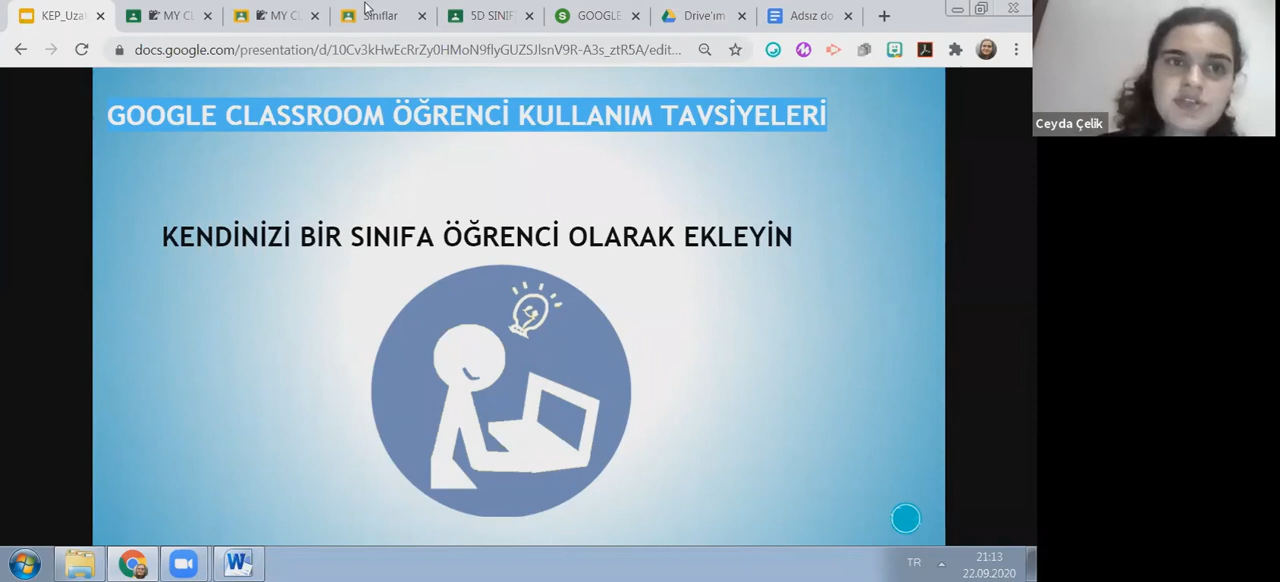 KEP_Uzal
MY CL
MY CL
Sınıflar
5D SINIF
GOOGLE
Drive'ım
Adsız do
docs.google.com/presentation/d/10Cv3kHwEcRrZy0HMoN9flyGUZSJlsnV9R-A3s_ztR5A/edit...
GOOGLE CLASSROOM ÖĞRENCİ KULLANIM TAVSİYELERİ
Ceyda Çelik
KENDİNİZİ BİR SINIFA ÖĞRENCİ OLARAK EKLEYİN
TR
21:13
22.09.2020